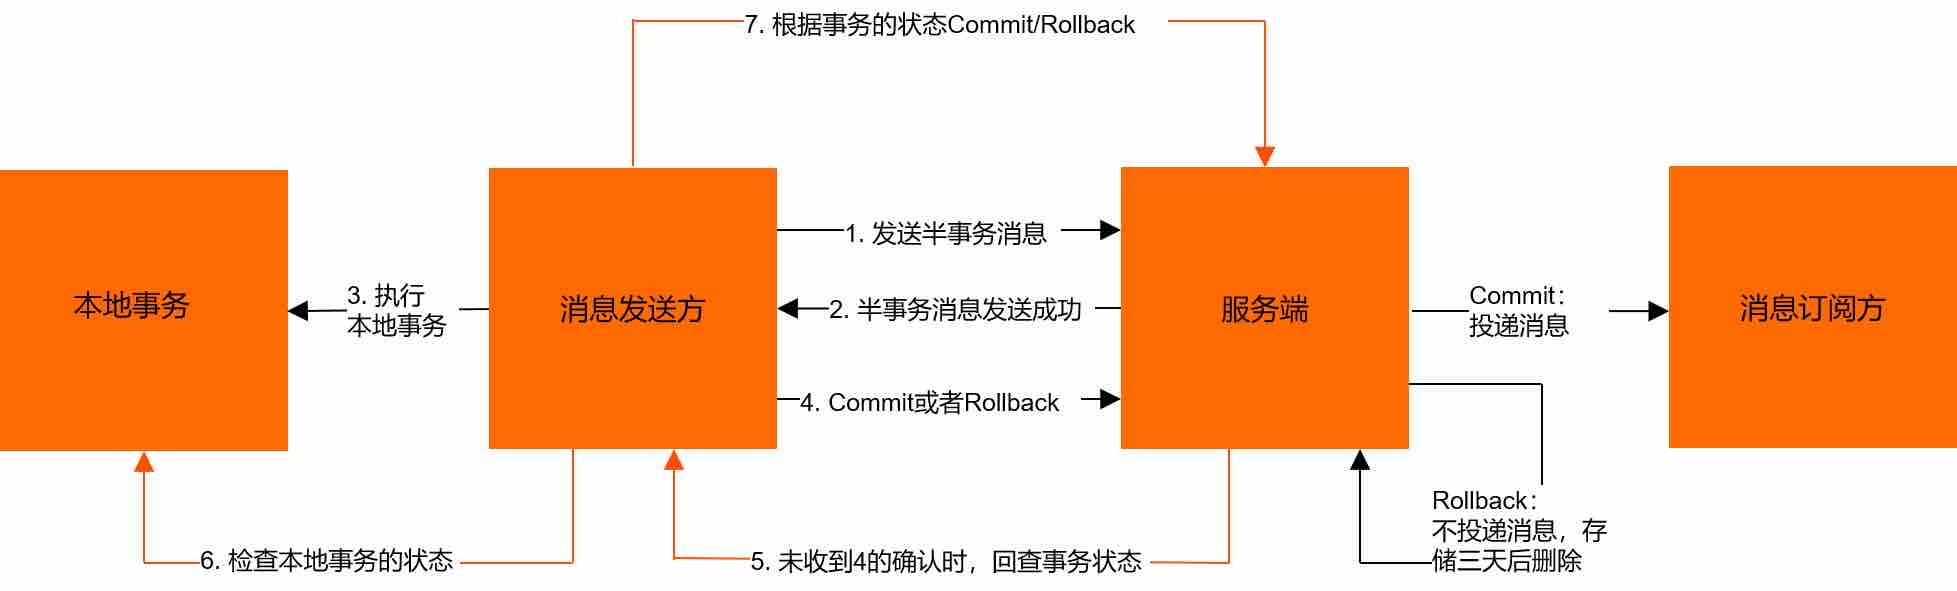 7. 根据事务的状态Commit/Rollback
1. 发送半事务消息
本地事务
3. 执行
本地事务
消息发送方
2. 半事务消息发送成功
服务端
Commit：
投递消息
消息订阅方
4. Commit或者Rollback
Rollback：
不投递消息，存
储三天后删除
6. 检查本地事务的状态
5. 未收到4的确认时，回查事务状态